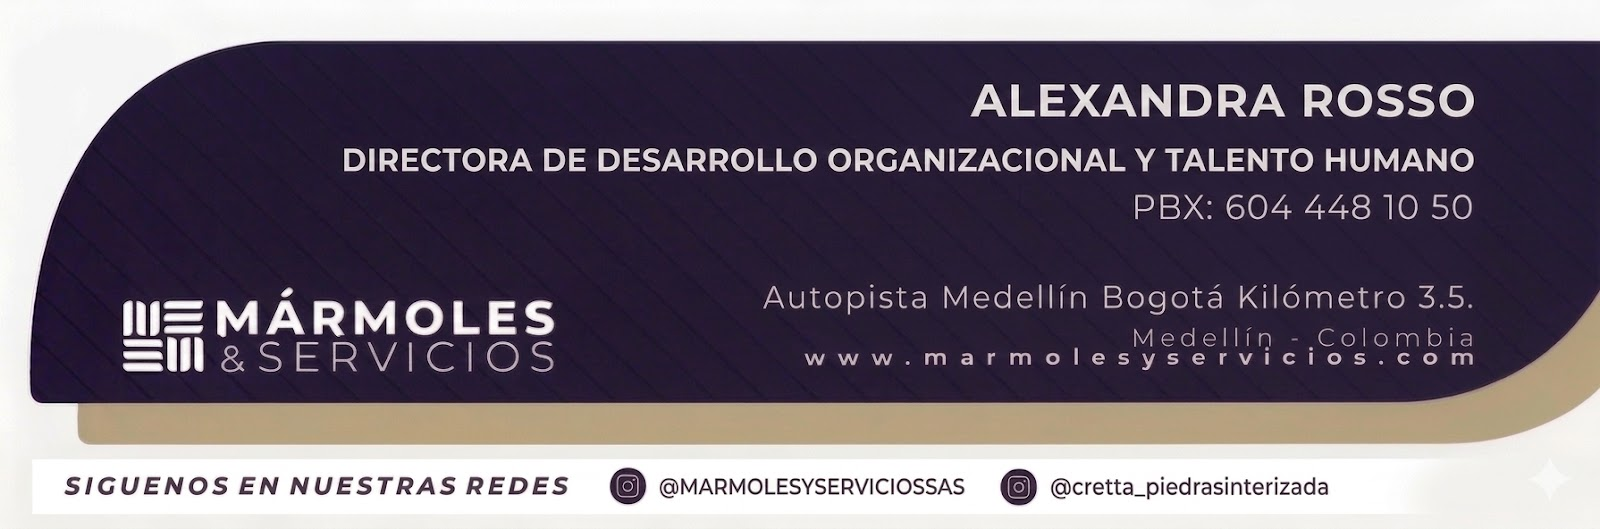 ALEXANDRA ROSSO
DIRECTORA DE DESARROLLO ORGANIZACIONAL Y TALENTO HUMANO
PBX: 604 448 10 50
Autopista Medellín Bogotá Kilómetro 3.5.
Medellín - Colombia
www.marmolesyservicios.com
MÁRMOLES
& SERVICIOS
SIGUENOS EN NUESTRAS REDES @MARMOLESYSERVICIOSSAS @cretta_piedrasinterizada